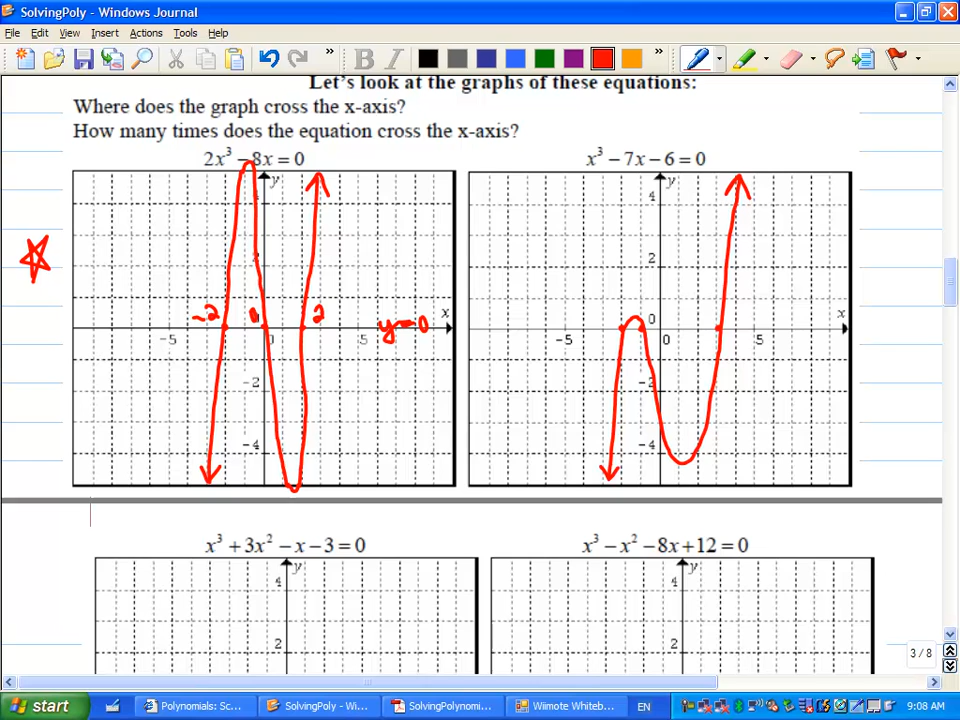 SolvingPoly - Windows Journal
File Edit View Insert Actions Tools Help
» B I »
Let's look at the graphs of these equations:
Where does the graph cross the x-axis?
How many times does the equation cross the x-axis?
2x³ − 8x = 0
x³ − 7x − 6 = 0
y
4
2
x
-2 0 2 y=0
-5 0 5
-2
-4
y
4
2
x
0
-5 0 5
-2
-4
x³ + 3x² − x − 3 = 0
x³ − x² − 8x + 12 = 0
y
4
2
y
4
2
3 / 8
start Polynomials: Sc... SolvingPoly - Wi... SolvingPolynomi... Wiimote Whiteb... EN 9:08 AM